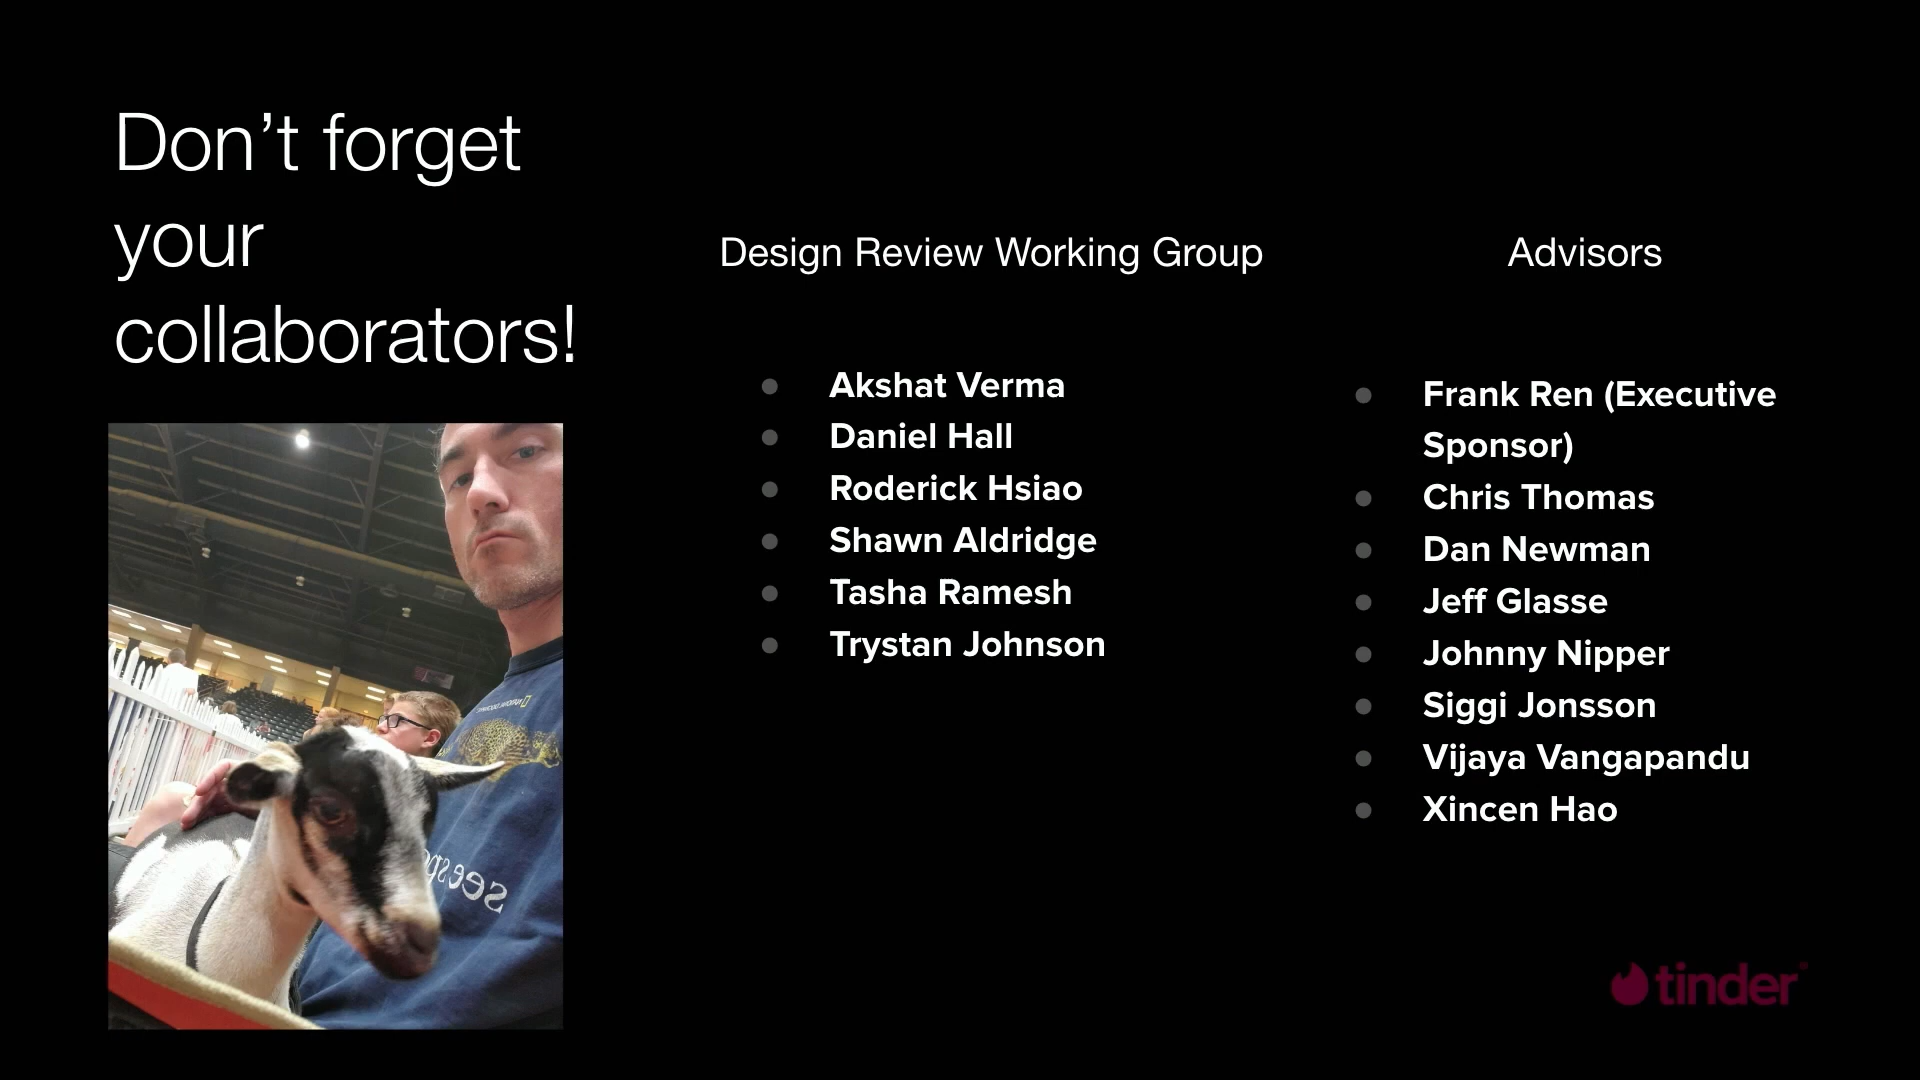 Don’t forget
your
collaborators!
Design Review Working Group
● Akshat Verma
● Daniel Hall
● Roderick Hsiao
● Shawn Aldridge
● Tasha Ramesh
● Trystan Johnson
Advisors
● Frank Ren (Executive
Sponsor)
● Chris Thomas
● Dan Newman
● Jeff Glasse
● Johnny Nipper
● Siggi Jonsson
● Vijaya Vangapandu
● Xincen Hao
tinder